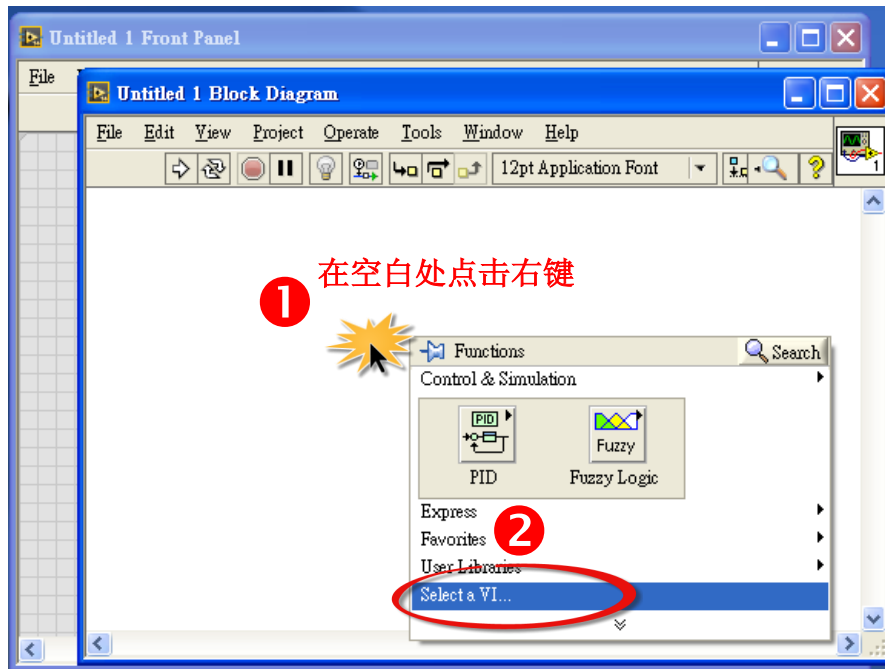 Untitled 1 Front Panel
File
Untitled 1 Block Diagram
File Edit View Project Operate Tools Window Help
12pt Application Font
1
在空白处点击右键
1
Functions Search
Control & Simulation
PID
Fuzzy
PID Fuzzy Logic
Express
2
Favorites
User Libraries
Select a VI...